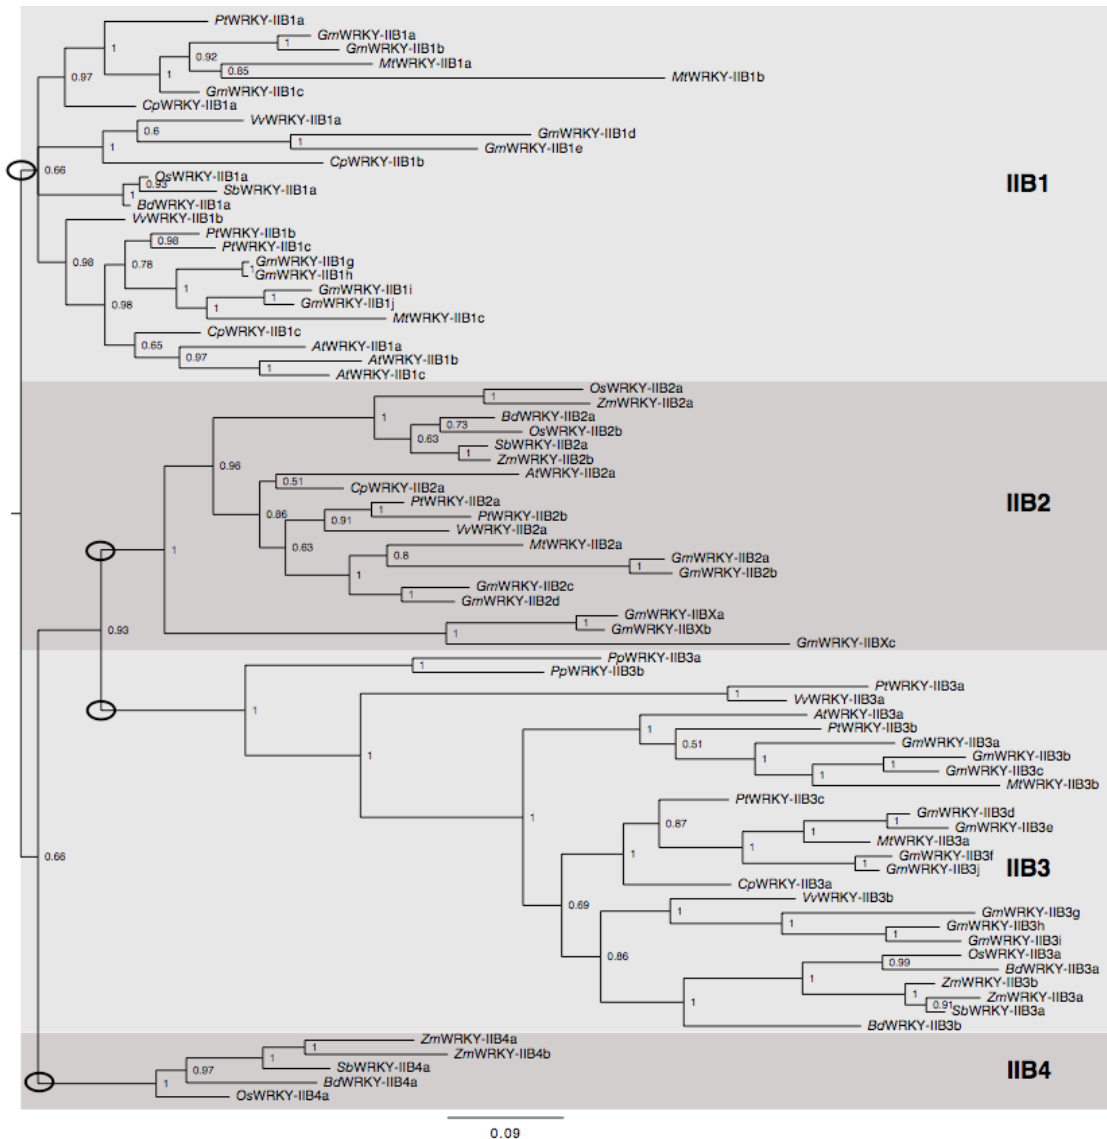 PtWRKY-IIB1a
1
GmWRKY-IIB1a
1
GmWRKY-IIB1b
0.92
MtWRKY-IIB1a
0.85
MtWRKY-IIB1b
1
0.97
GmWRKY-IIB1c
CpWRKY-IIB1a
VvWRKY-IIB1a
0.6
GmWRKY-IIB1d
1
GmWRKY-IIB1e
1
CpWRKY-IIB1b
0.66
OsWRKY-IIB1a
0.93
SbWRKY-IIB1a
1
BdWRKY-IIB1a
IIB1
VvWRKY-IIB1b
PtWRKY-IIB1b
0.98
PtWRKY-IIB1c
0.98
0.78
GmWRKY-IIB1g
1
GmWRKY-IIB1h
1
GmWRKY-IIB1i
1
GmWRKY-IIB1j
1
MtWRKY-IIB1c
0.98
CpWRKY-IIB1c
0.65
AtWRKY-IIB1a
0.97
AtWRKY-IIB1b
1
AtWRKY-IIB1c
OsWRKY-IIB2a
1
ZmWRKY-IIB2a
1
BdWRKY-IIB2a
0.73
OsWRKY-IIB2b
0.63
SbWRKY-IIB2a
1
ZmWRKY-IIB2b
0.96
AtWRKY-IIB2a
0.51
CpWRKY-IIB2a
0.86
PtWRKY-IIB2a
1
PtWRKY-IIB2b
0.91
VvWRKY-IIB2a
IIB2
0.63
MtWRKY-IIB2a
0.8
GmWRKY-IIB2a
1
GmWRKY-IIB2b
1
GmWRKY-IIB2c
1
GmWRKY-IIB2d
1
GmWRKY-IIBXa
1
GmWRKY-IIBXb
1
GmWRKY-IIBXc
0.93
PpWRKY-IIB3a
1
PpWRKY-IIB3b
1
PtWRKY-IIB3a
1
VvWRKY-IIB3a
1
AtWRKY-IIB3a
1
PtWRKY-IIB3b
0.51
GmWRKY-IIB3a
1
GmWRKY-IIB3b
1
GmWRKY-IIB3c
1
MtWRKY-IIB3b
1
PtWRKY-IIB3c
0.87
GmWRKY-IIB3d
1
GmWRKY-IIB3e
1
MtWRKY-IIB3a
1
GmWRKY-IIB3f
1
GmWRKY-IIB3j
1
CpWRKY-IIB3a
0.66
IIB3
0.69
VvWRKY-IIB3b
1
GmWRKY-IIB3g
1
GmWRKY-IIB3h
1
GmWRKY-IIB3i
0.86
OsWRKY-IIB3a
0.99
BdWRKY-IIB3a
1
ZmWRKY-IIB3b
1
ZmWRKY-IIB3a
0.91
SbWRKY-IIB3a
1
BdWRKY-IIB3b
ZmWRKY-IIB4a
1
ZmWRKY-IIB4b
1
SbWRKY-IIB4a
0.97
BdWRKY-IIB4a
1
OsWRKY-IIB4a
IIB4
0.09